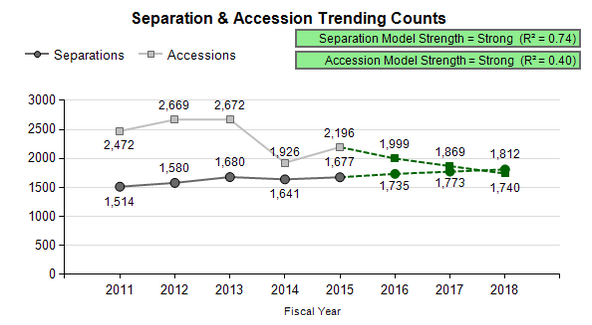 Separation & Accession Trending Counts
Separation Model Strength = Strong (R² = 0.74)
Separations Accessions
Accession Model Strength = Strong (R² = 0.40)
3000
2500
2000
1500
1000
500
0
2,472 2,669 2,672 1,926 2,196 1,999 1,869 1,812
1,514 1,580 1,680 1,641 1,677 1,735 1,773 1,740
2011 2012 2013 2014 2015 2016 2017 2018
Fiscal Year